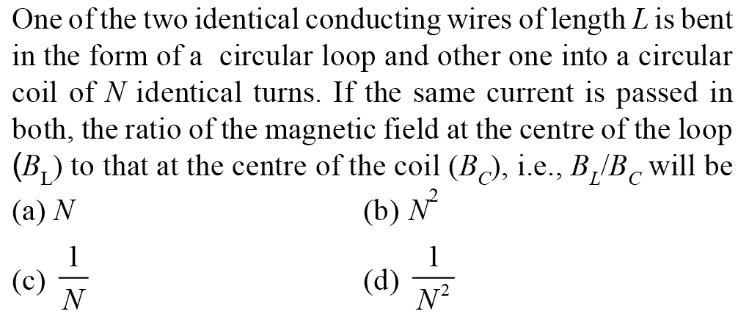 One of the two identical conducting wires of length L is bent
in the form of a circular loop and other one into a circular
coil of N identical turns. If the same current is passed in
both, the ratio of the magnetic field at the centre of the loop
(B_L) to that at the centre of the coil (B_C), i.e., B_L/B_C will be
(a) N (b) N²
(c) 1/N (d) 1/N²